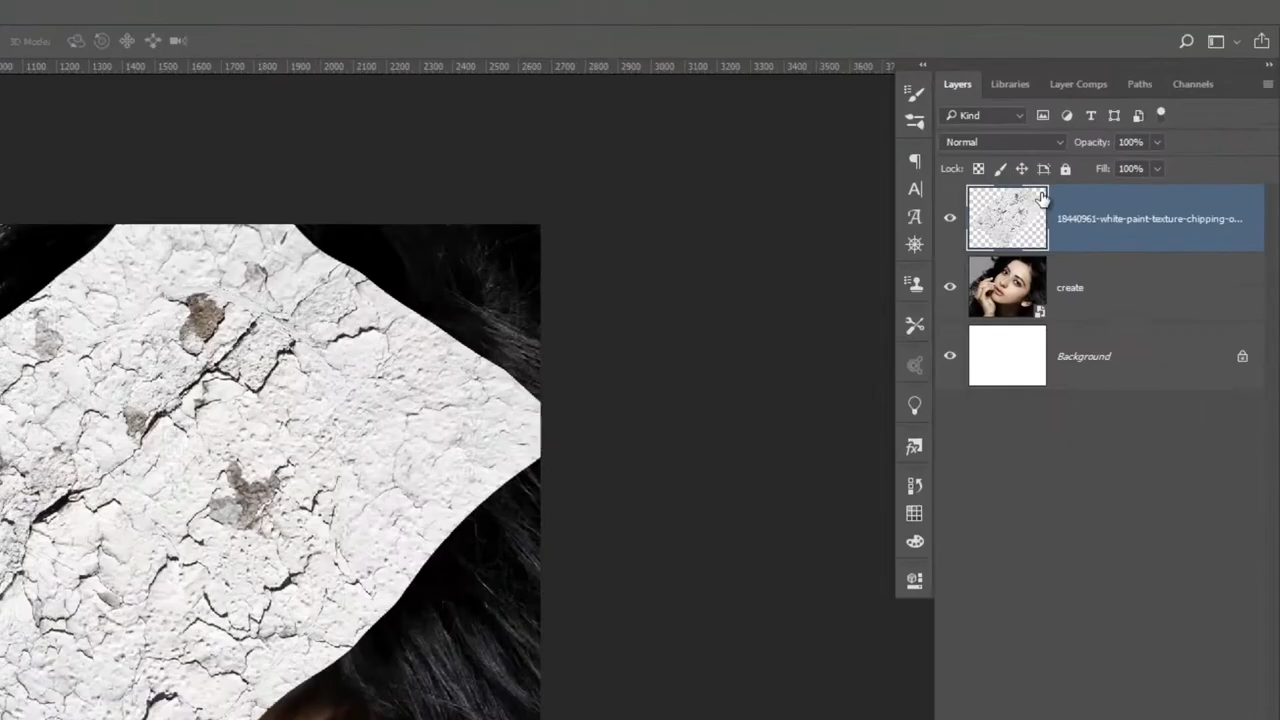 3D Mode:
1100 1200 1300 1400 1500 1600 1700 1800 1900 2000 2100 2200 2300 2400 2500 2600 2700 2800 2900 3000 3100 3200 3300 3400 3500 3600
Layers Libraries Layer Comps Paths Channels
Kind
Normal Opacity: 100%
Lock: Fill: 100%
18440961-white-paint-texture-chipping-o...
create
Background